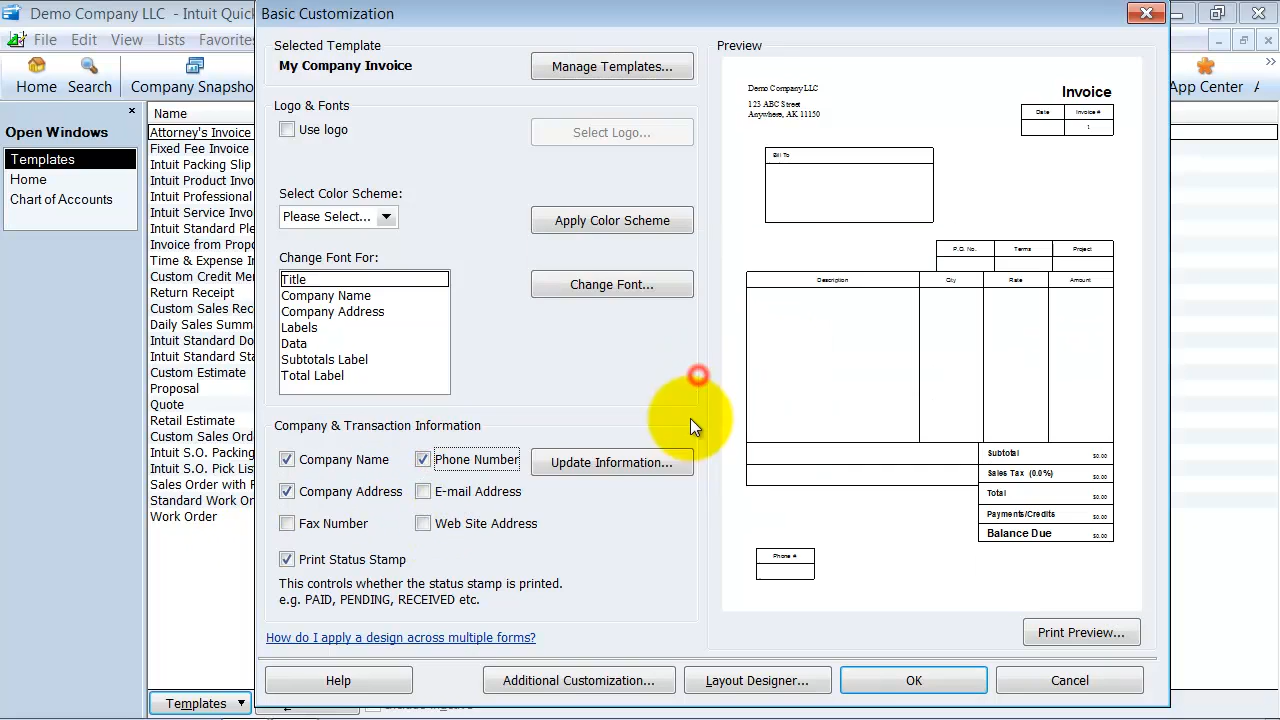 Demo Company LLC - Intuit Quick
Basic Customization
File Edit View Lists Favorites
Home Search Company Snapsho
App Center
Open Windows
Templates
Home
Chart of Accounts
Name
Attorney's Invoice
Fixed Fee Invoice
Intuit Packing Slip
Intuit Product Invo
Intuit Professional
Intuit Service Invo
Intuit Standard Ple
Invoice from Propo
Time & Expense I
Custom Credit Mer
Return Receipt
Custom Sales Rec
Daily Sales Summ
Intuit Standard Do
Intuit Standard Sta
Custom Estimate
Proposal
Quote
Retail Estimate
Custom Sales Ord
Intuit S.O. Packing
Intuit S.O. Pick Lis
Sales Order with R
Standard Work Or
Work Order
Templates
Selected Template
My Company Invoice
Manage Templates...
Logo & Fonts
Use logo
Select Logo...
Select Color Scheme:
Please Select...
Apply Color Scheme
Change Font For:
Title
Company Name
Company Address
Labels
Data
Subtotals Label
Total Label
Change Font...
Company & Transaction Information
Company Name Phone Number Update Information...
Company Address E-mail Address
Fax Number Web Site Address
Print Status Stamp
This controls whether the status stamp is printed.
e.g. PAID, PENDING, RECEIVED etc.
How do I apply a design across multiple forms?
Preview
Demo Company LLC
123 ABC Street
Anywhere, AK 11150
Invoice
Date Invoice #
1
Bill To
P.O. No. Terms Project
Description Qty Rate Amount
Subtotal $0.00
Sales Tax (0.0%) $0.00
Total $0.00
Payments/Credits $0.00
Balance Due $0.00
Phone #
Print Preview...
Help Additional Customization... Layout Designer... OK Cancel